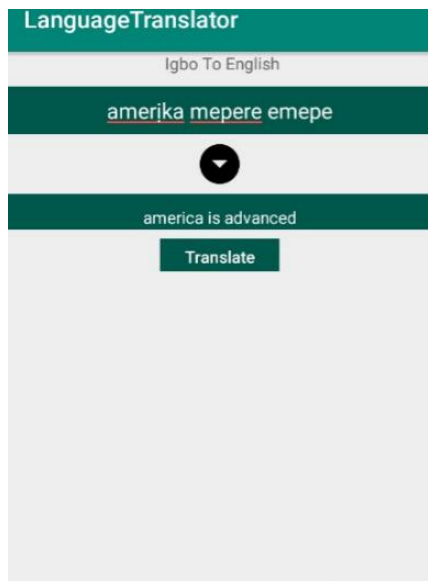 LanguageTranslator
Igbo To English
amerịka mepere emepe
america is advanced
Translate